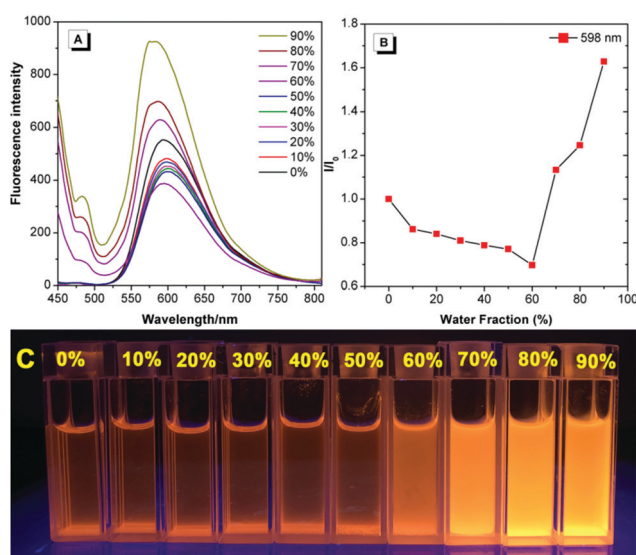 A
90%
80%
70%
60%
50%
40%
30%
20%
10%
0%
Fluorescence intensity
1000
800
600
400
200
0
450 500 550 600 650 700 750 800
Wavelength/nm
B
598 nm
I/I0
1.8
1.6
1.4
1.2
1.0
0.8
0.6
0 20 40 60 80 100
Water Fraction (%)
C 0% 10% 20% 30% 40% 50% 60% 70% 80% 90%